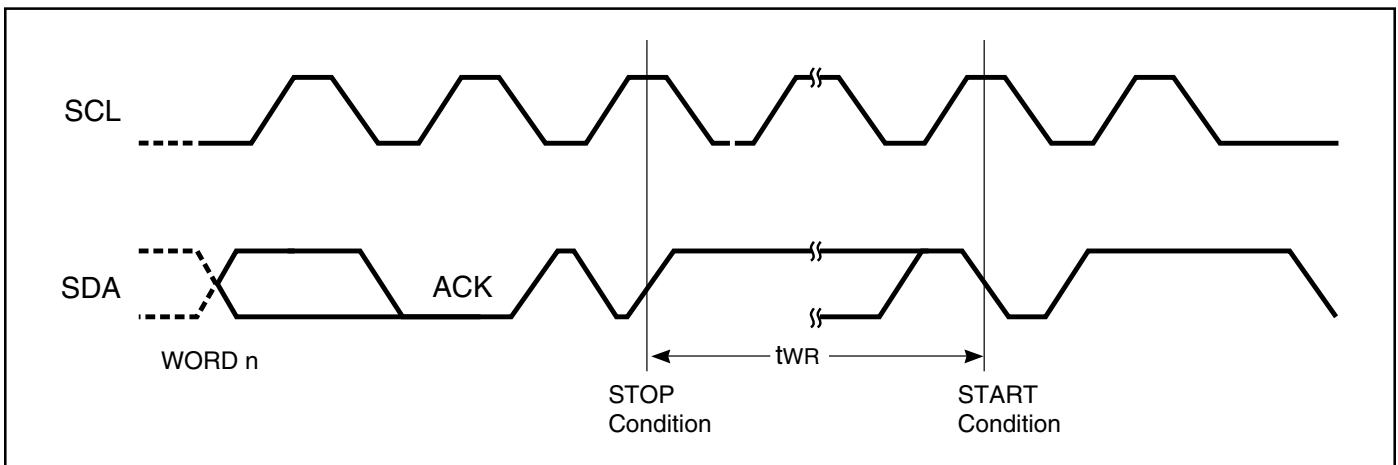 SCL
SDA
ACK
WORD n
tWR
STOP
Condition
START
Condition